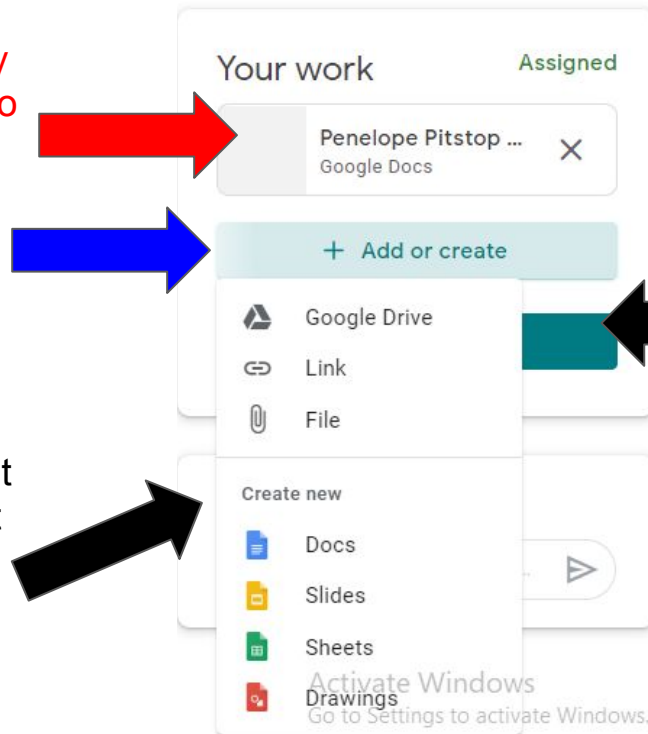 Your work
Assigned
Penelope Pitstop ...
Google Docs
+ Add or create
Google Drive
Link
File
Create new
Docs
Slides
Sheets
Drawings
Activate Windows
Go to Settings to activate Windows.